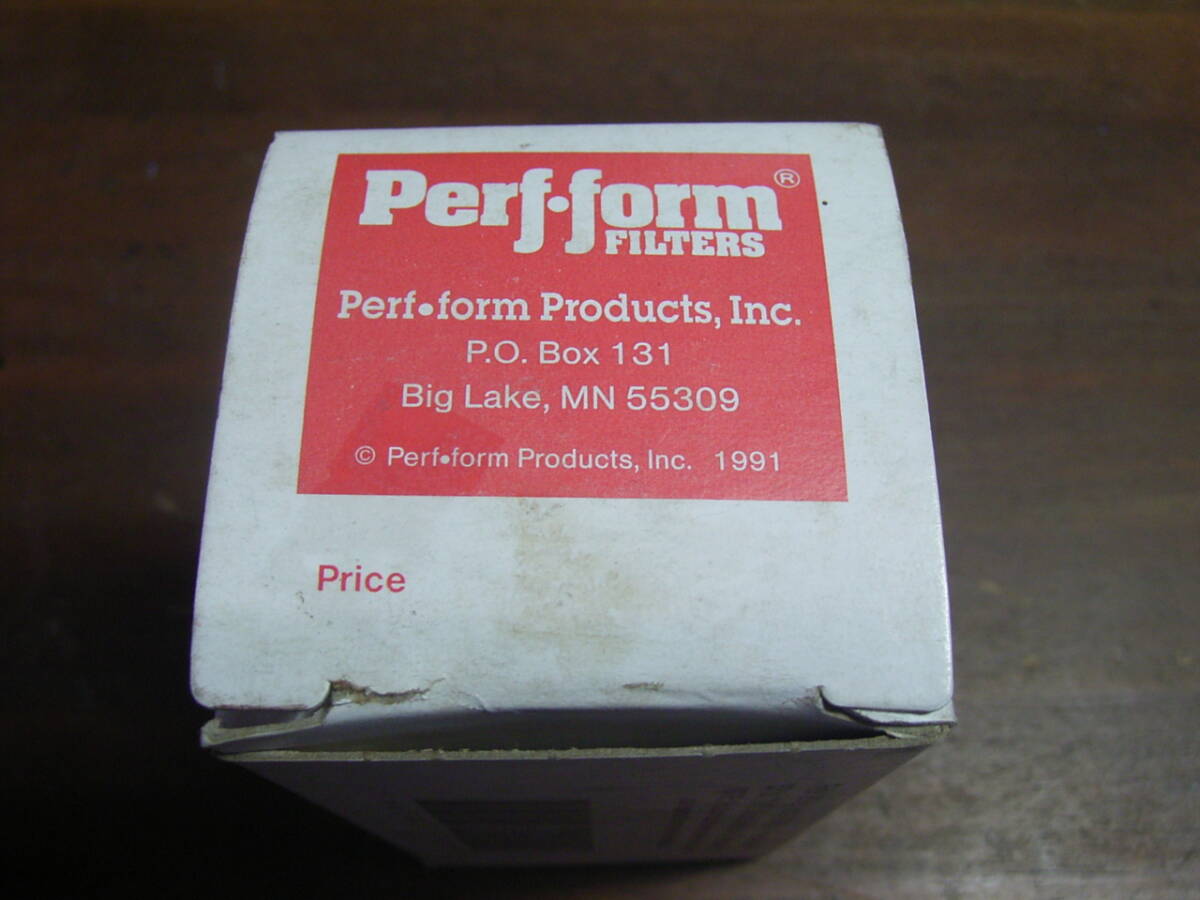 Perf•form®
FILTERS
Perf•form Products, Inc.
P.O. Box 131
Big Lake, MN 55309
© Perf•form Products, Inc. 1991
Price